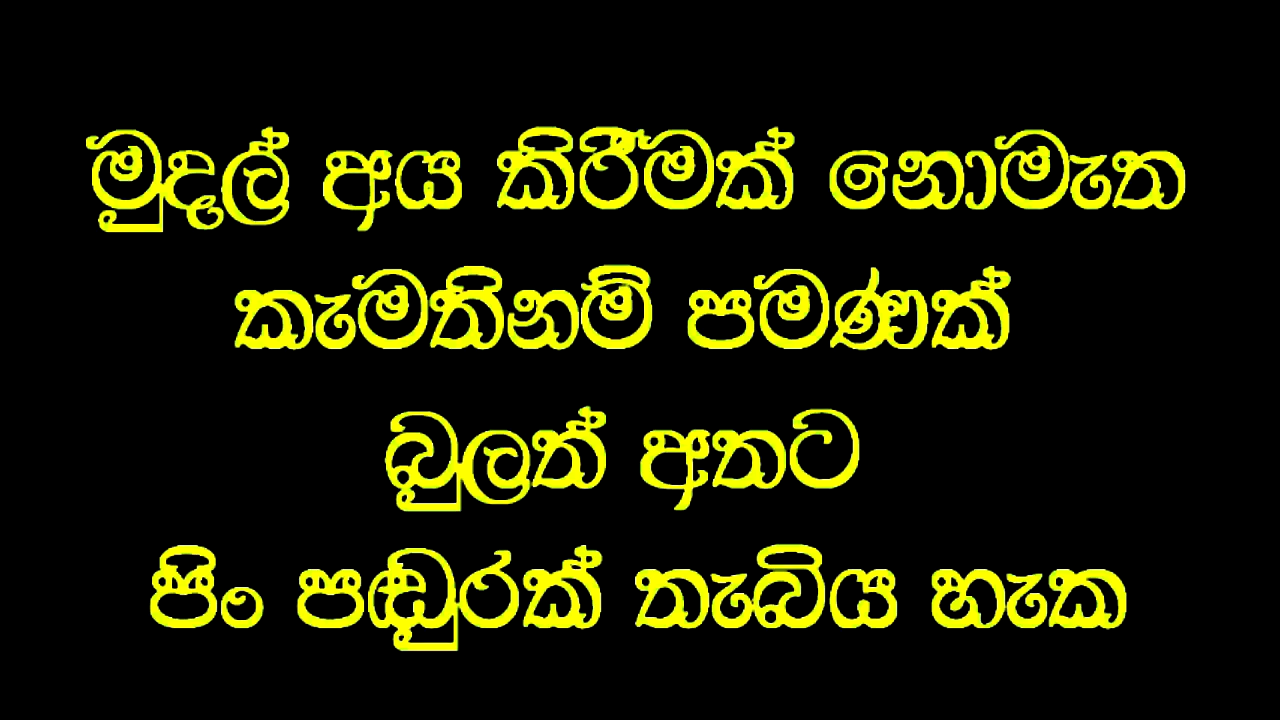 මුදල් අය කිරීමක් නොමැත
කැමතිනම් පමණක්
බුලත් අතට
පිං පඬුරක් තැබිය හැක